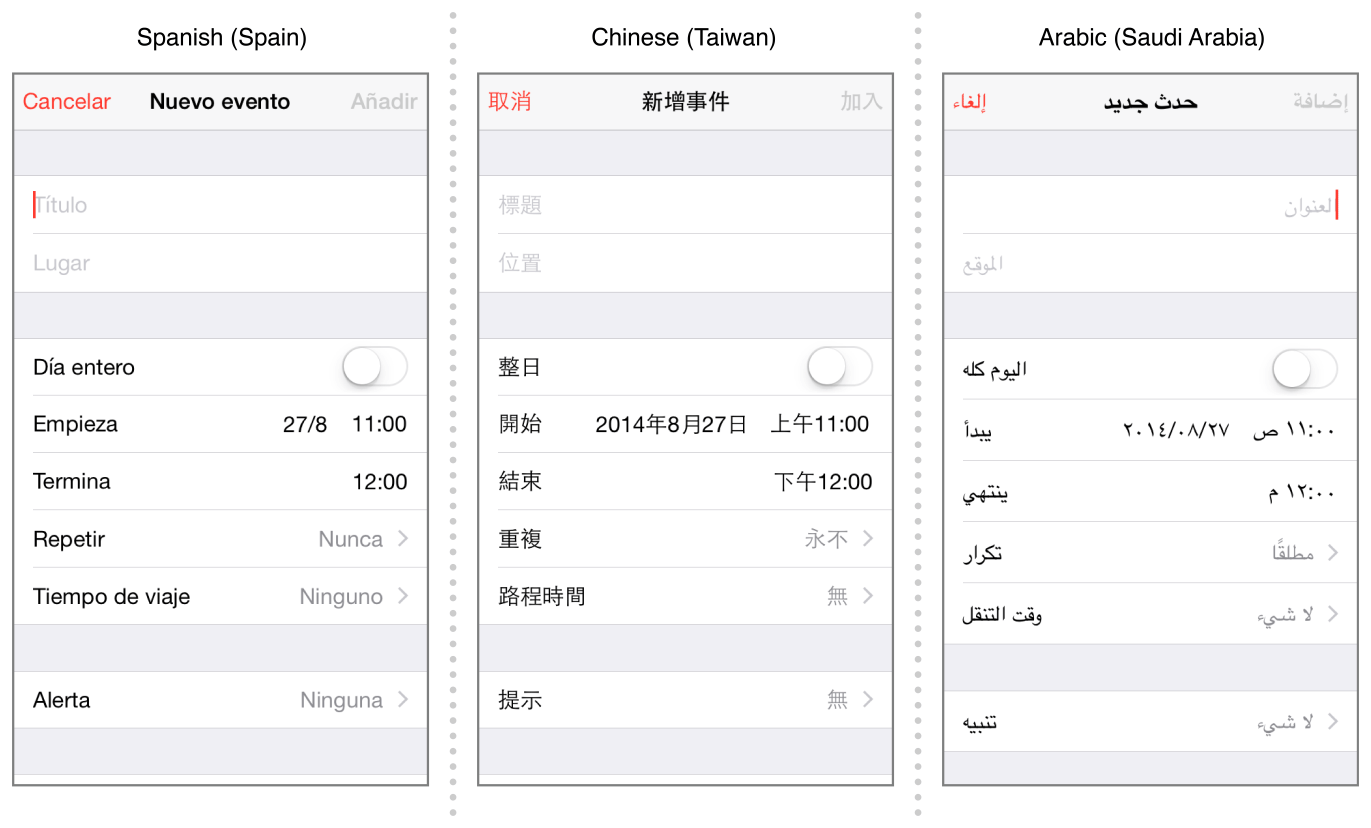 Spanish (Spain)
Cancelar Nuevo evento Añadir
Título
Lugar
Día entero
Empieza 27/8 11:00
Termina 12:00
Repetir Nunca
Tiempo de viaje Ninguno
Alerta Ninguna
Chinese (Taiwan)
取消 新增事件 加入
標題
位置
整日
開始 2014年8月27日 上午11:00
結束 下午12:00
重複 永不
路程時間 無
提示 無
Arabic (Saudi Arabia)
إلغاء حدث جديد إضافة
لعنوان
الموقع
اليوم كله
يبدأ ٢٠١٤/٠٨/٢٧ ١١:٠٠ ص
ينتهي ١٢:٠٠ م
تكرار مطلقًا
وقت التنقل لا شيء
تنبيه لا شيء